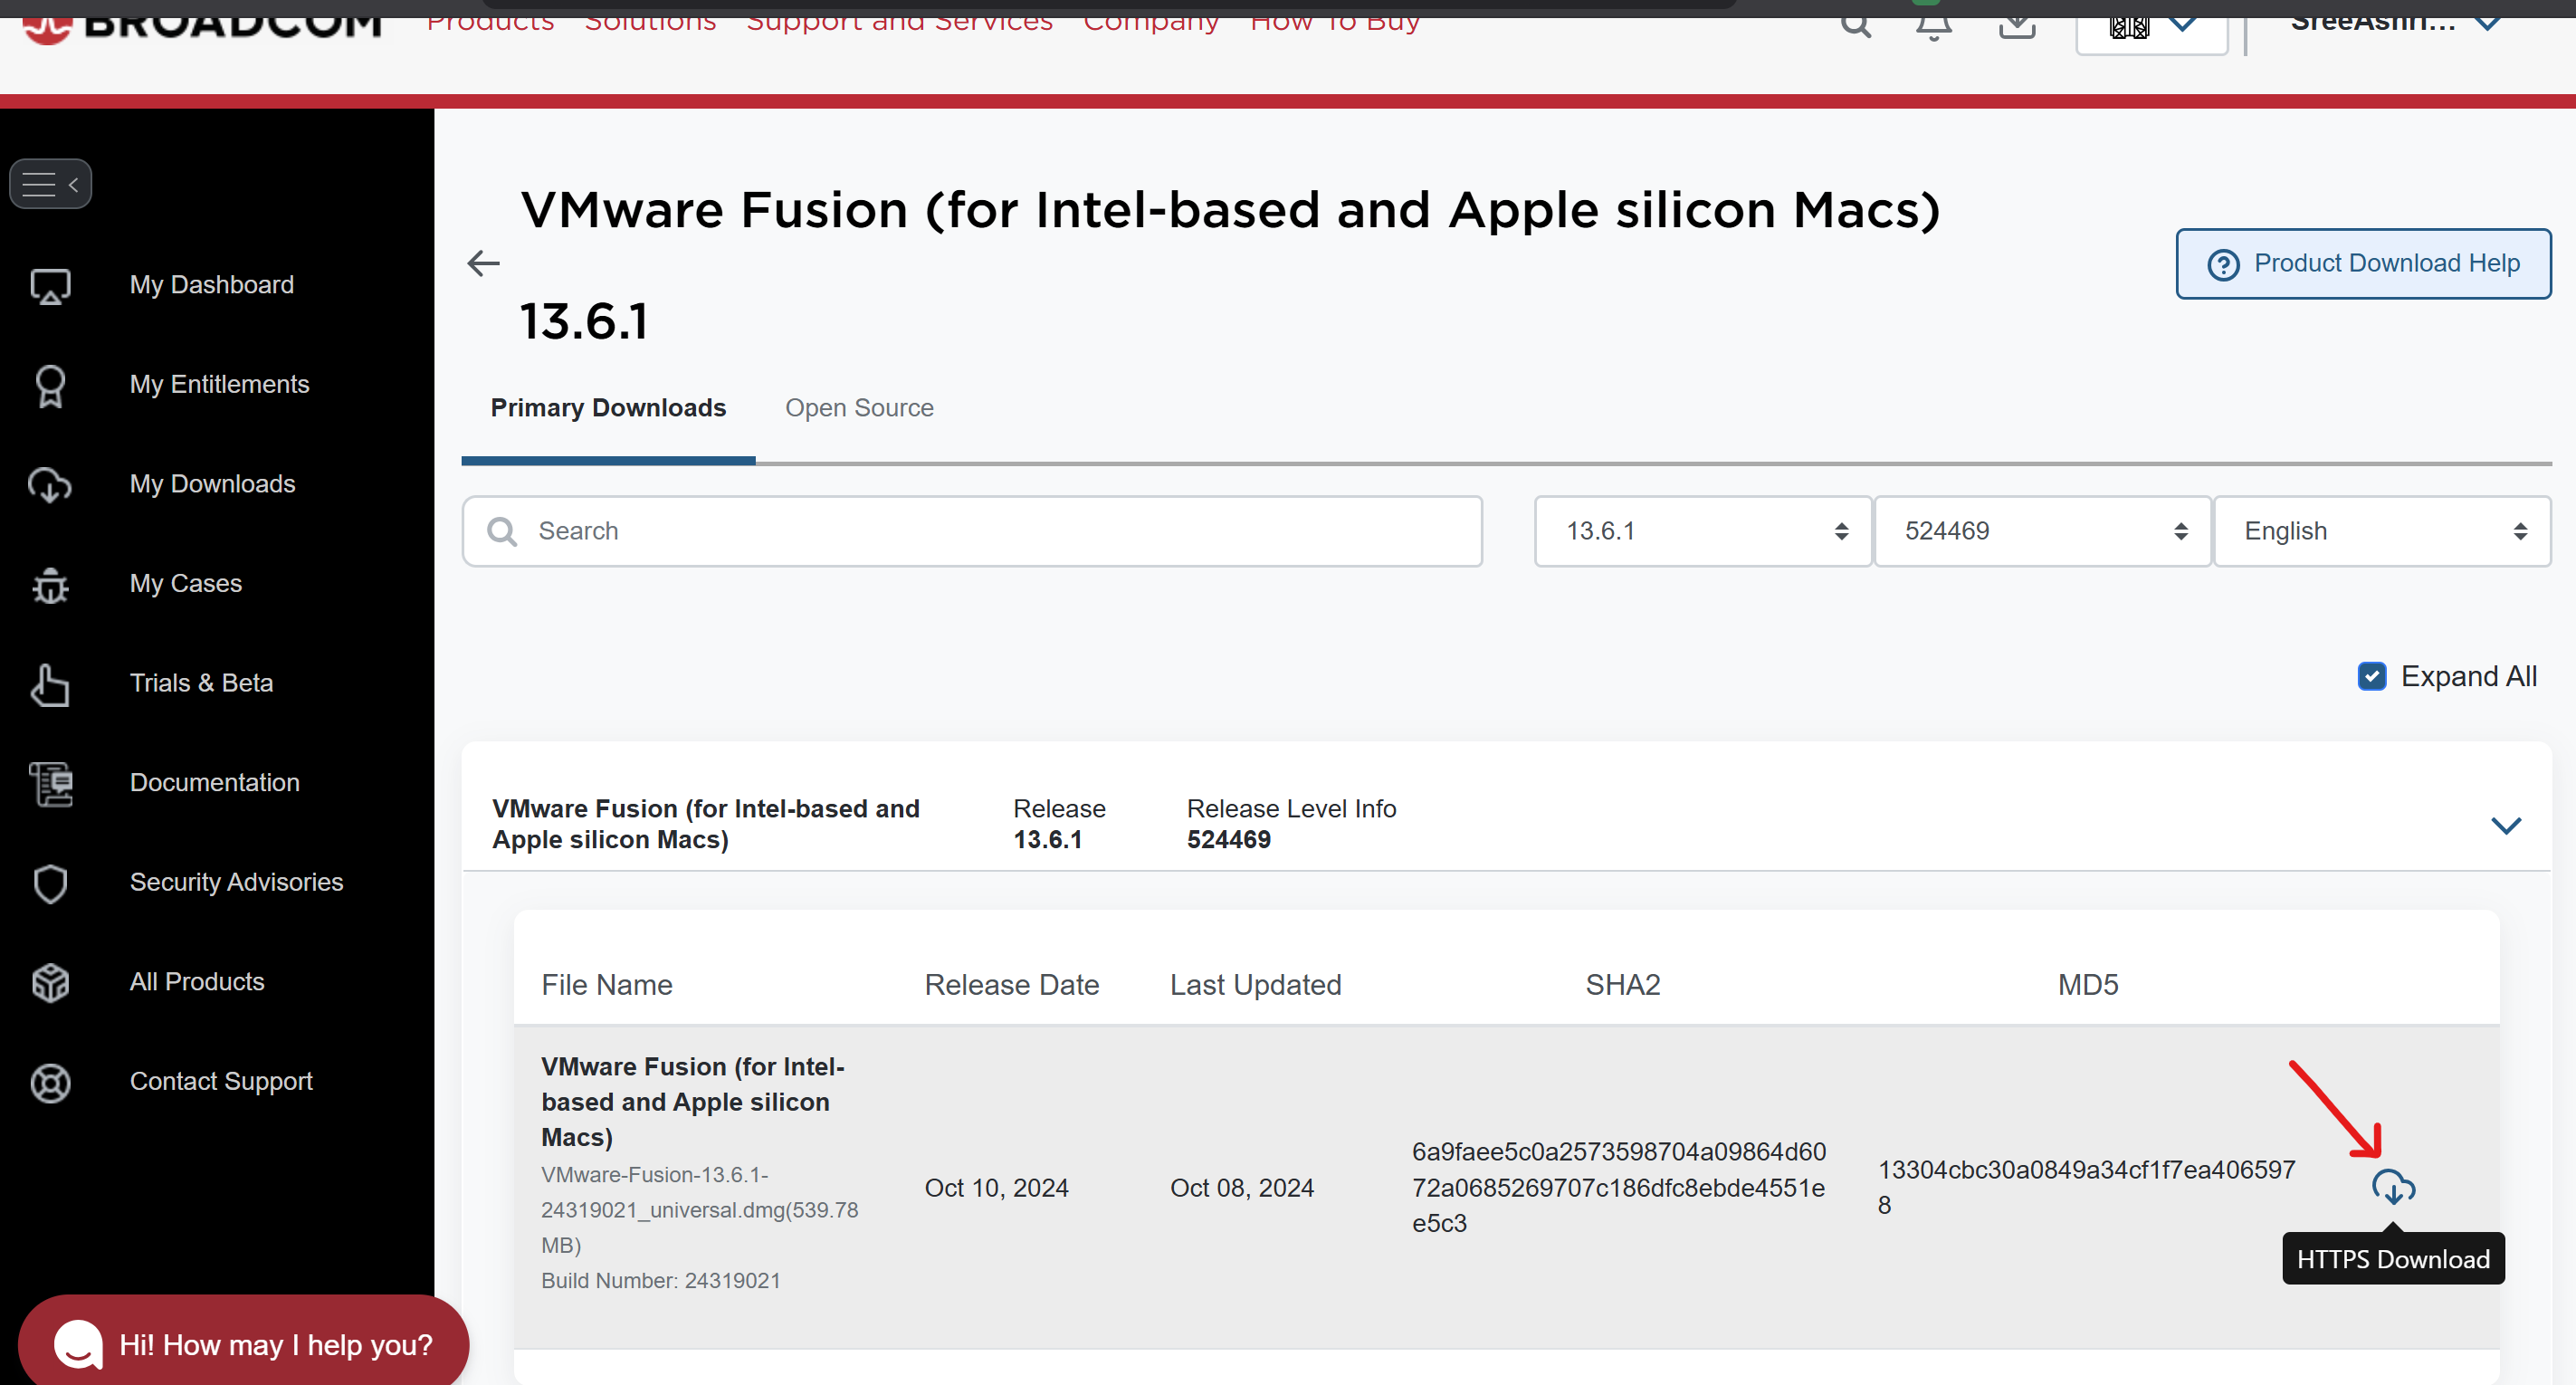 BROADCOM
Products Solutions Support and Services Company How To Buy
SreeAshri...
VMware Fusion (for Intel-based and Apple silicon Macs)
13.6.1
Product Download Help
My Dashboard
My Entitlements
My Downloads
My Cases
Trials & Beta
Documentation
Security Advisories
All Products
Contact Support
Hi! How may I help you?
Primary Downloads Open Source
Search
13.6.1
524469
English
Expand All
VMware Fusion (for Intel-based and
Apple silicon Macs)
Release
13.6.1
Release Level Info
524469
File Name Release Date Last Updated SHA2 MD5
VMware Fusion (for Intel-
based and Apple silicon
Macs)
VMware-Fusion-13.6.1-
24319021_universal.dmg(539.78
MB)
Build Number: 24319021
Oct 10, 2024
Oct 08, 2024
6a9faee5c0a2573598704a09864d60
72a0685269707c186dfc8ebde4551e
e5c3
13304cbc30a0849a34cf1f7ea406597
8
HTTPS Download